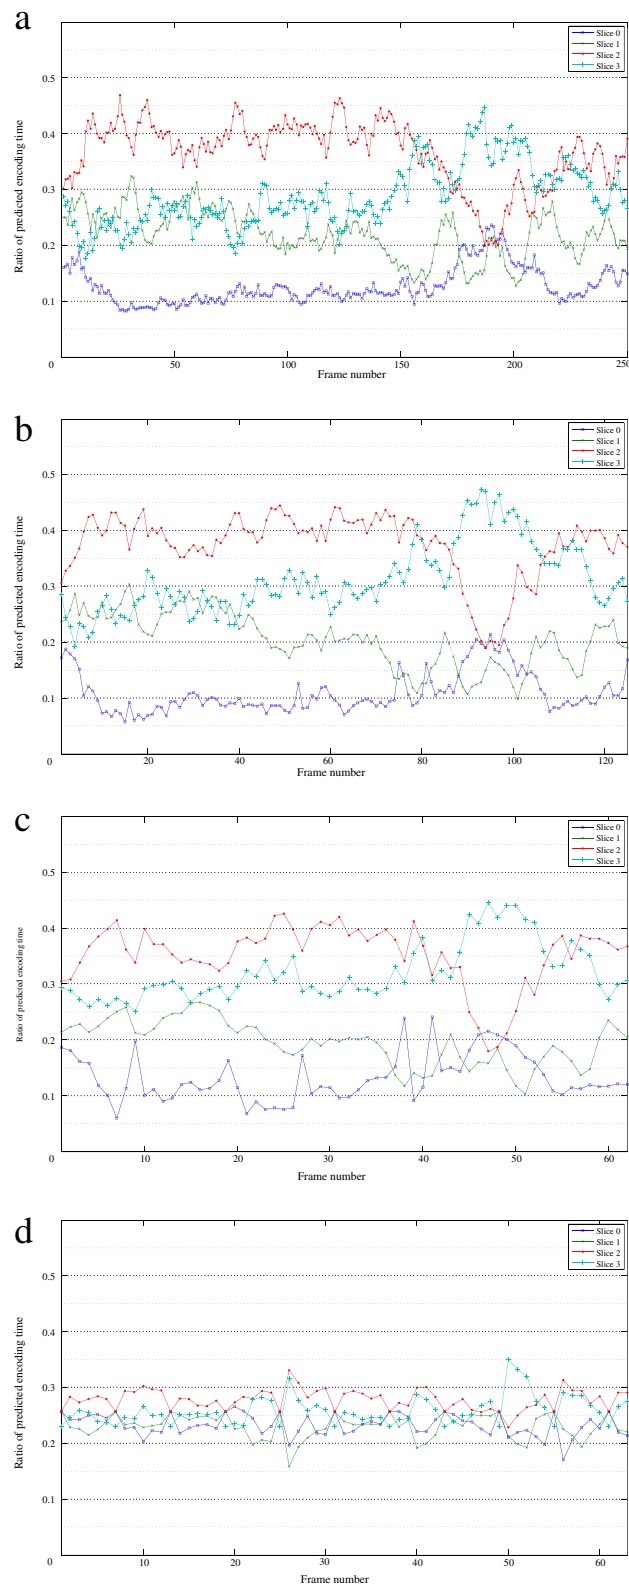 a
Slice 0
Slice 1
Slice 2
Slice 3
0.5
0.4
0.3
0.2
0.1
0
50
100
150
200
250
Ratio of predicted encoding time
Frame number
b
Slice 0
Slice 1
Slice 2
Slice 3
0.5
0.4
0.3
0.2
0.1
0
20
40
60
80
100
120
Ratio of predicted encoding time
Frame number
c
Slice 0
Slice 1
Slice 2
Slice 3
0.5
0.4
0.3
0.2
0.1
0
10
20
30
40
50
60
Ratio of predicted encoding time
Frame number
d
Slice 0
Slice 1
Slice 2
Slice 3
0.5
0.4
0.3
0.2
0.1
0
10
20
30
40
50
60
Ratio of predicted encoding time
Frame number